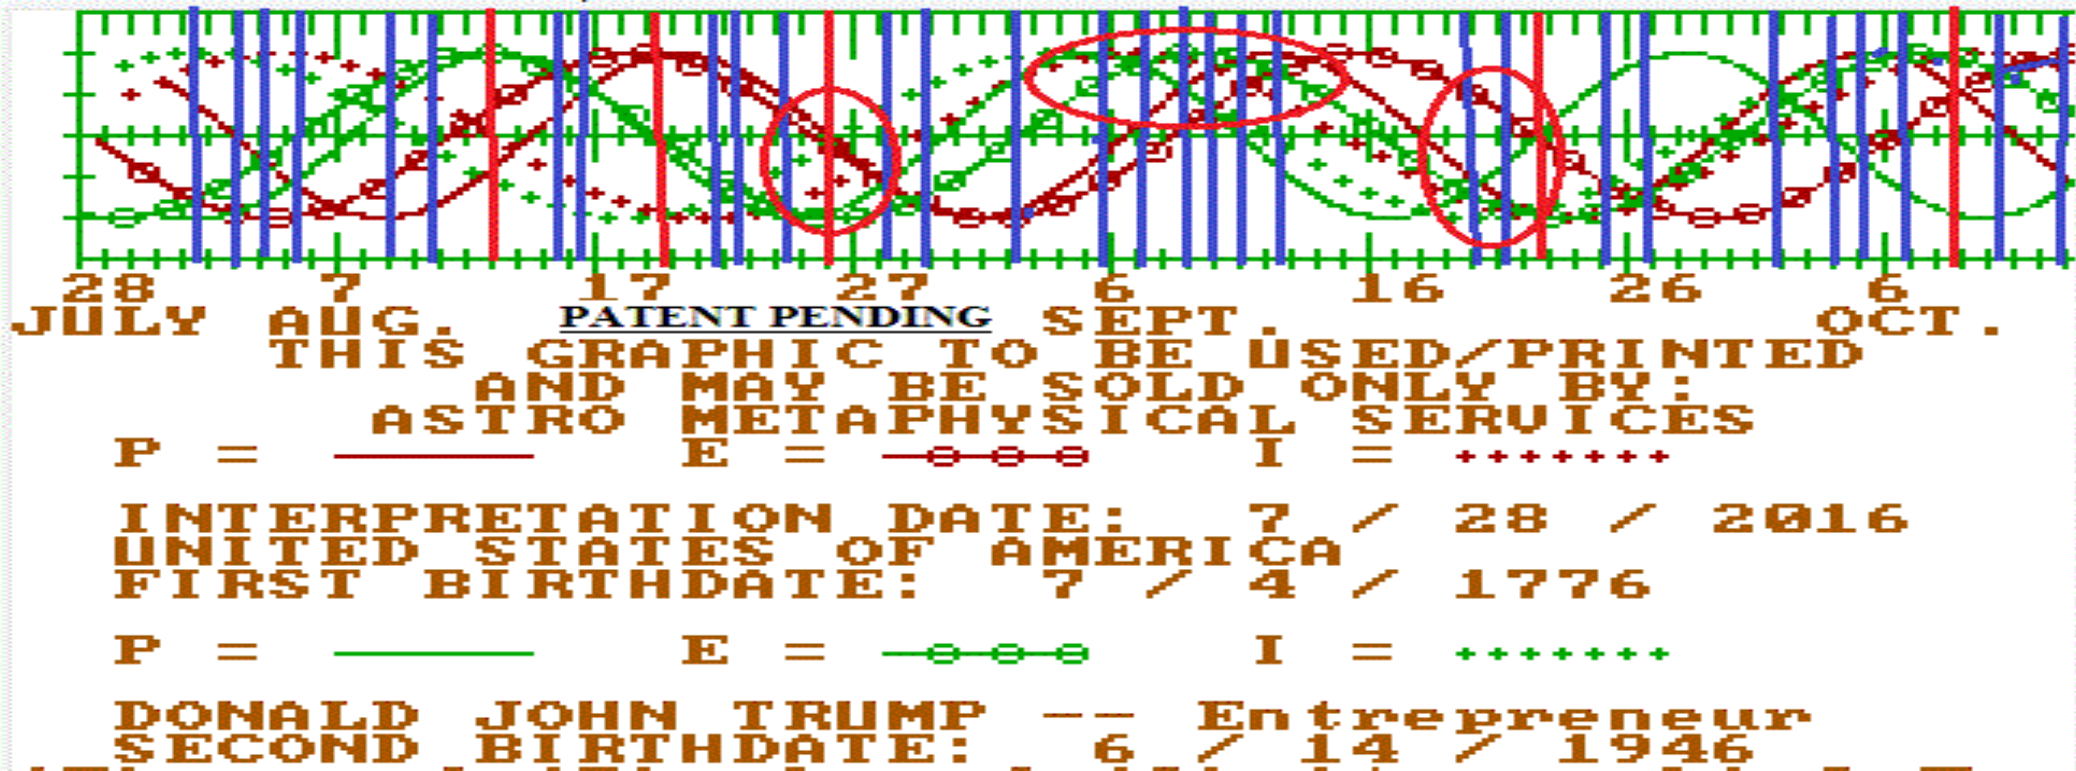 28 7 17 27 6 16 26 6
JULY AUG. PATENT PENDING SEPT. OCT.
THIS GRAPHIC TO BE USED/PRINTED
AND MAY BE SOLD ONLY BY:
ASTRO METAPHYSICAL SERVICES
P = E = I =
INTERPRETATION DATE: 7 / 28 / 2016
UNITED STATES OF AMERICA
FIRST BIRTHDATE: 7 / 4 / 1776
P = E = I =
DONALD JOHN TRUMP -- Entrepreneur
SECOND BIRTHDATE: 6 / 14 / 1946